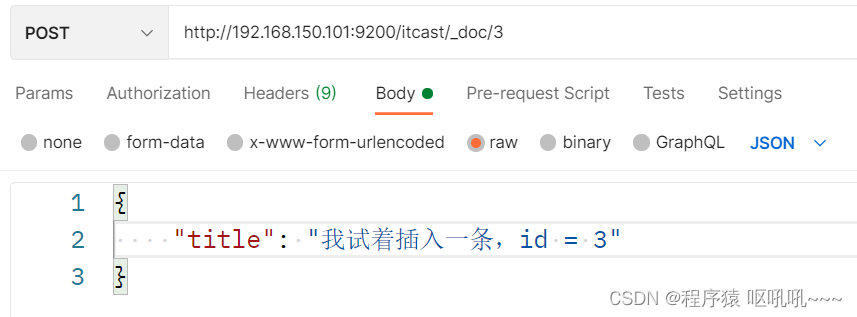 POST http://192.168.150.101:9200/itcast/_doc/3
Params Authorization Headers (9) Body Pre-request Script Tests Settings
none form-data x-www-form-urlencoded raw binary GraphQL JSON
1 {
2 "title": "我试着插入一条，id = 3"
3 }
CSDN @程序猿 呕吼吼~~~